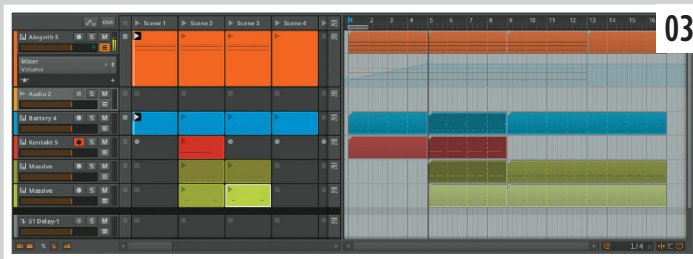 03
OVR
Scene 1
Scene 2
Scene 3
Scene 4
2 3 4 5 6 7 8 9 10 11 12 13 14 15 16
Absynth 5 S M
Mixer
Volume
Audio 2 S M
Battery 4 S M
Kontakt 5 S M
Massive S M
Massive S M
S1 Delay-1 S M
1/4